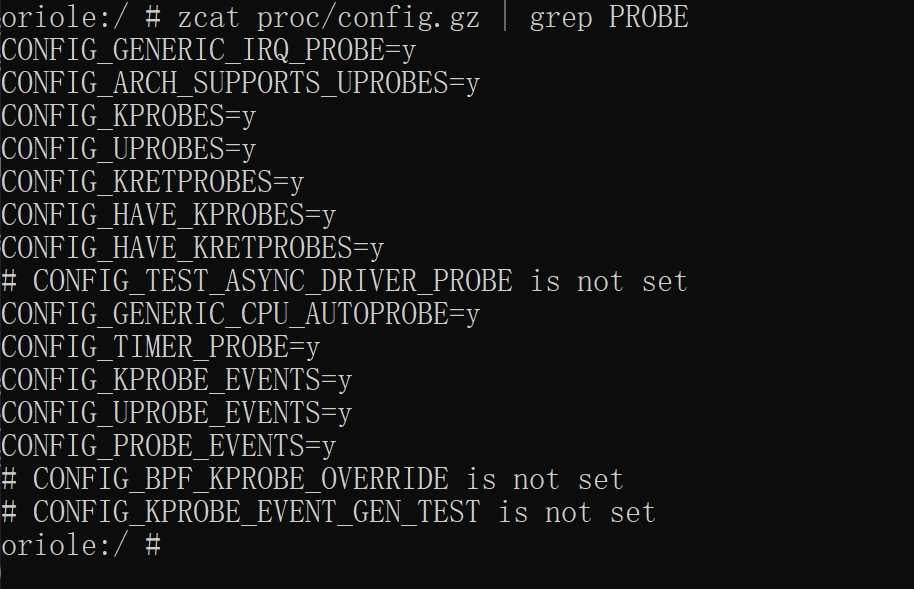 oriole:/ # zcat proc/config.gz | grep PROBE
CONFIG_GENERIC_IRQ_PROBE=y
CONFIG_ARCH_SUPPORTS_UPROBES=y
CONFIG_KPROBES=y
CONFIG_UPROBES=y
CONFIG_KRETPROBES=y
CONFIG_HAVE_KPROBES=y
CONFIG_HAVE_KRETPROBES=y
# CONFIG_TEST_ASYNC_DRIVER_PROBE is not set
CONFIG_GENERIC_CPU_AUTOPROBE=y
CONFIG_TIMER_PROBE=y
CONFIG_KPROBE_EVENTS=y
CONFIG_UPROBE_EVENTS=y
CONFIG_PROBE_EVENTS=y
# CONFIG_BPF_KPROBE_OVERRIDE is not set
# CONFIG_KPROBE_EVENT_GEN_TEST is not set
oriole:/ #